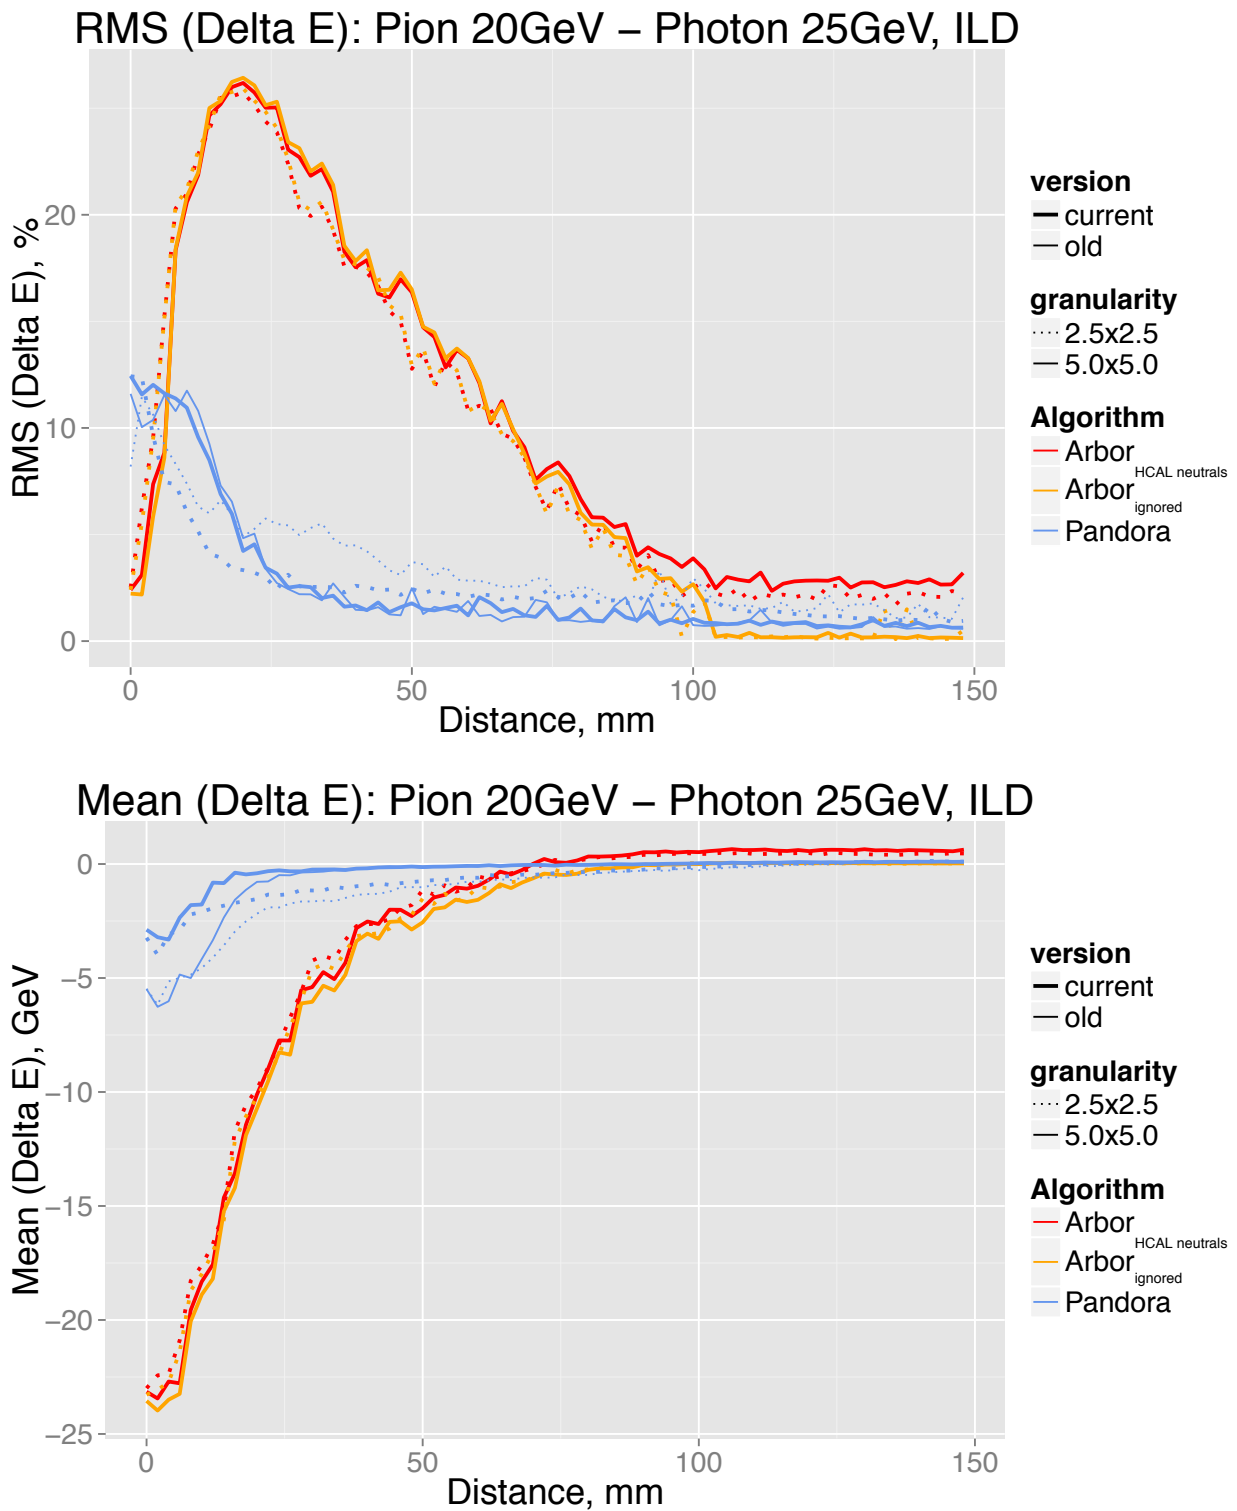 RMS (Delta E): Pion 20GeV – Photon 25GeV, ILD
RMS (Delta E), %
20
10
0
0 50 100 150
Distance, mm
version
current
old
granularity
2.5x2.5
5.0x5.0
Algorithm
Arbor
Arbor HCAL neutrals ignored
Pandora
Mean (Delta E): Pion 20GeV – Photon 25GeV, ILD
Mean (Delta E), GeV
0
−5
−10
−15
−20
−25
0 50 100 150
Distance, mm
version
current
old
granularity
2.5x2.5
5.0x5.0
Algorithm
Arbor
Arbor HCAL neutrals ignored
Pandora